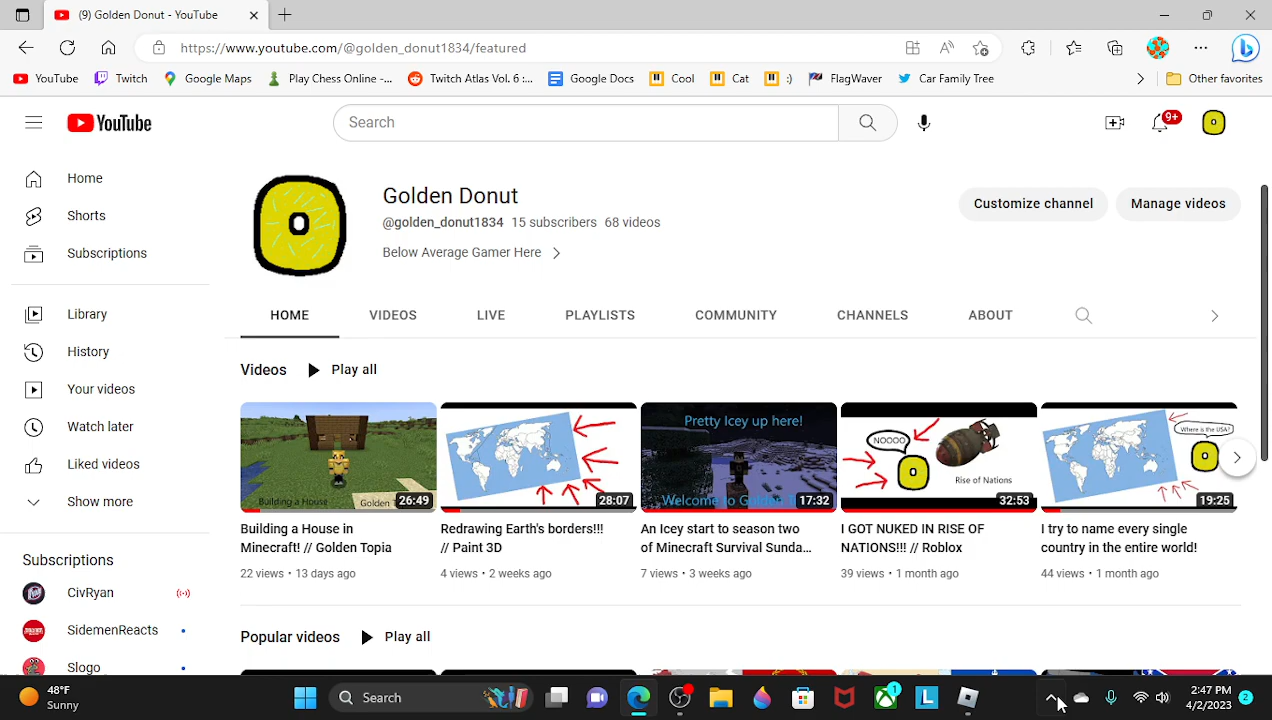 (9) Golden Donut - YouTube
https://www.youtube.com/@golden_donut1834/featured
YouTube
Twitch
Google Maps
Play Chess Online -...
Twitch Atlas Vol. 6 :...
Google Docs
Cool
Cat
:)
FlagWaver
Car Family Tree
Other favorites
YouTube
Search
9+
Home
Shorts
Subscriptions
Library
History
Your videos
Watch later
Liked videos
Show more
Subscriptions
CivRyan
SidemenReacts
Slogo
Golden Donut
@golden_donut1834 15 subscribers 68 videos
Below Average Gamer Here
Customize channel
Manage videos
HOME
VIDEOS
LIVE
PLAYLISTS
COMMUNITY
CHANNELS
ABOUT
Videos
Play all
Building a House
26:49
Building a House in
Minecraft! // Golden Topia
22 views • 13 days ago
28:07
Redrawing Earth's borders!!!
// Paint 3D
4 views • 2 weeks ago
Pretty Icey up here!
17:32
An Icey start to season two
of Minecraft Survival Sunda...
7 views • 3 weeks ago
NOOOO
Rise of Nations
32:53
I GOT NUKED IN RISE OF
NATIONS!!! // Roblox
39 views • 1 month ago
Where is the USA?
19:25
I try to name every single
country in the entire world!
44 views • 1 month ago
Popular videos
Play all
48°F
Sunny
Search
1
2:47 PM
4/2/2023
2